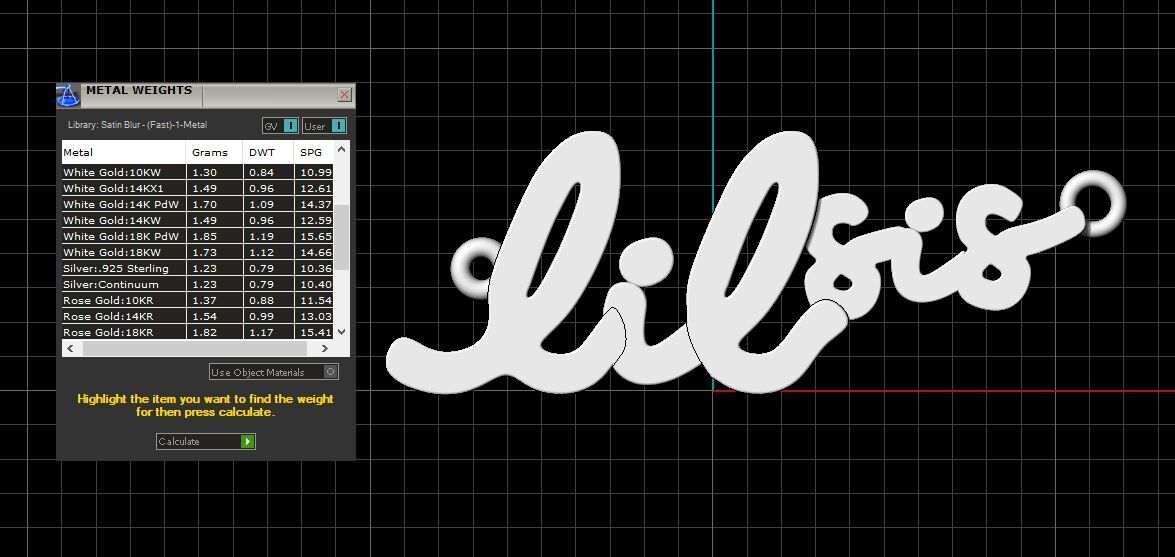 METAL WEIGHTS
Library: Satin Blur - (Fast)-1-Metal
GV I User I
Metal Grams DWT SPG
White Gold:10KW 1.30 0.84 10.99
White Gold:14KX1 1.49 0.96 12.61
White Gold:14K PdW 1.70 1.09 14.37
White Gold:14KW 1.49 0.96 12.59
White Gold:18K PdW 1.85 1.19 15.65
White Gold:18KW 1.73 1.12 14.66
Silver:.925 Sterling 1.23 0.79 10.36
Silver:Continuum 1.23 0.79 10.40
Rose Gold:10KR 1.37 0.88 11.54
Rose Gold:14KR 1.54 0.99 13.03
Rose Gold:18KR 1.82 1.17 15.41
Use Object Materials O
Highlight the item you want to find the weight
for then press calculate.
Calculate
lil sis